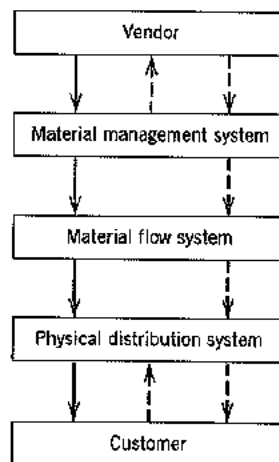 Vendor
Material management system
Material flow system
Physical distribution system
Customer